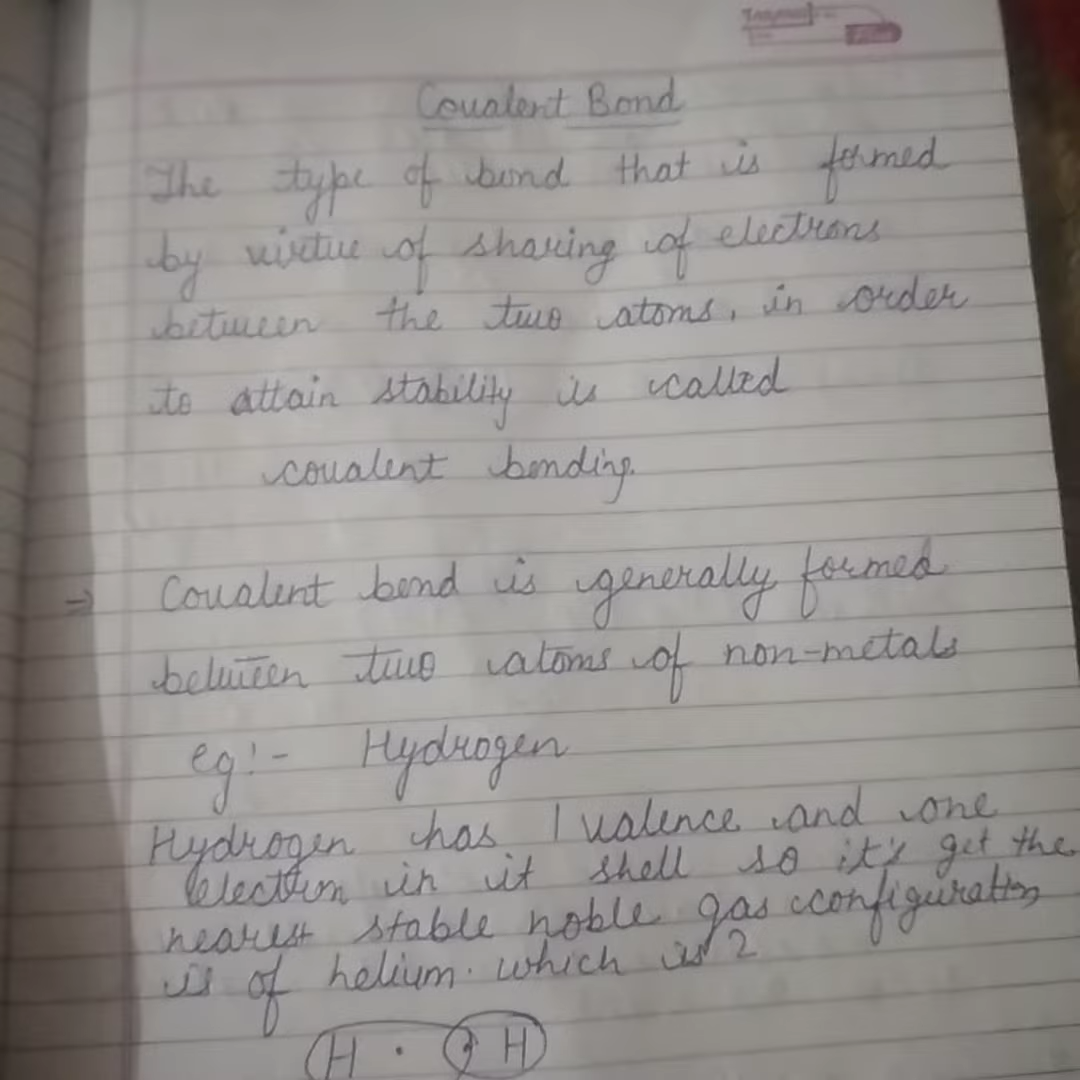 Covalent Bond
The type of bond that is formed
by virtue of sharing of electrons
between the two atoms, in order
to attain stability is called
covalent bonding.
⇒ Covalent bond is generally formed
between two atoms of non-metals
eg:- Hydrogen
Hydrogen has 1 valence and one
electron in it shell so it's get the
nearest stable noble gas configuration
is of helium. which is 2
H · H